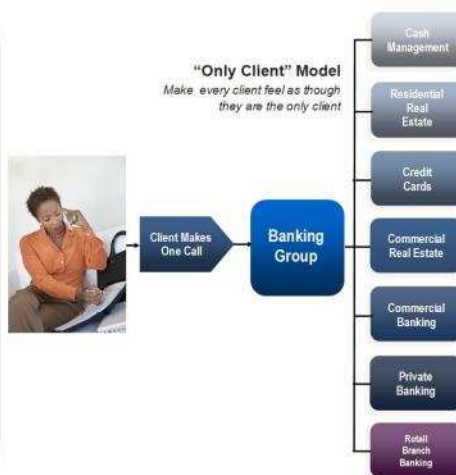 “Only Client” Model
Make every client feel as though
they are the only client
Client Makes
One Call
Banking
Group
Cash
Management
Residential
Real
Estate
Credit
Cards
Commercial
Real Estate
Commercial
Banking
Private
Banking
Retail
Branch
Banking